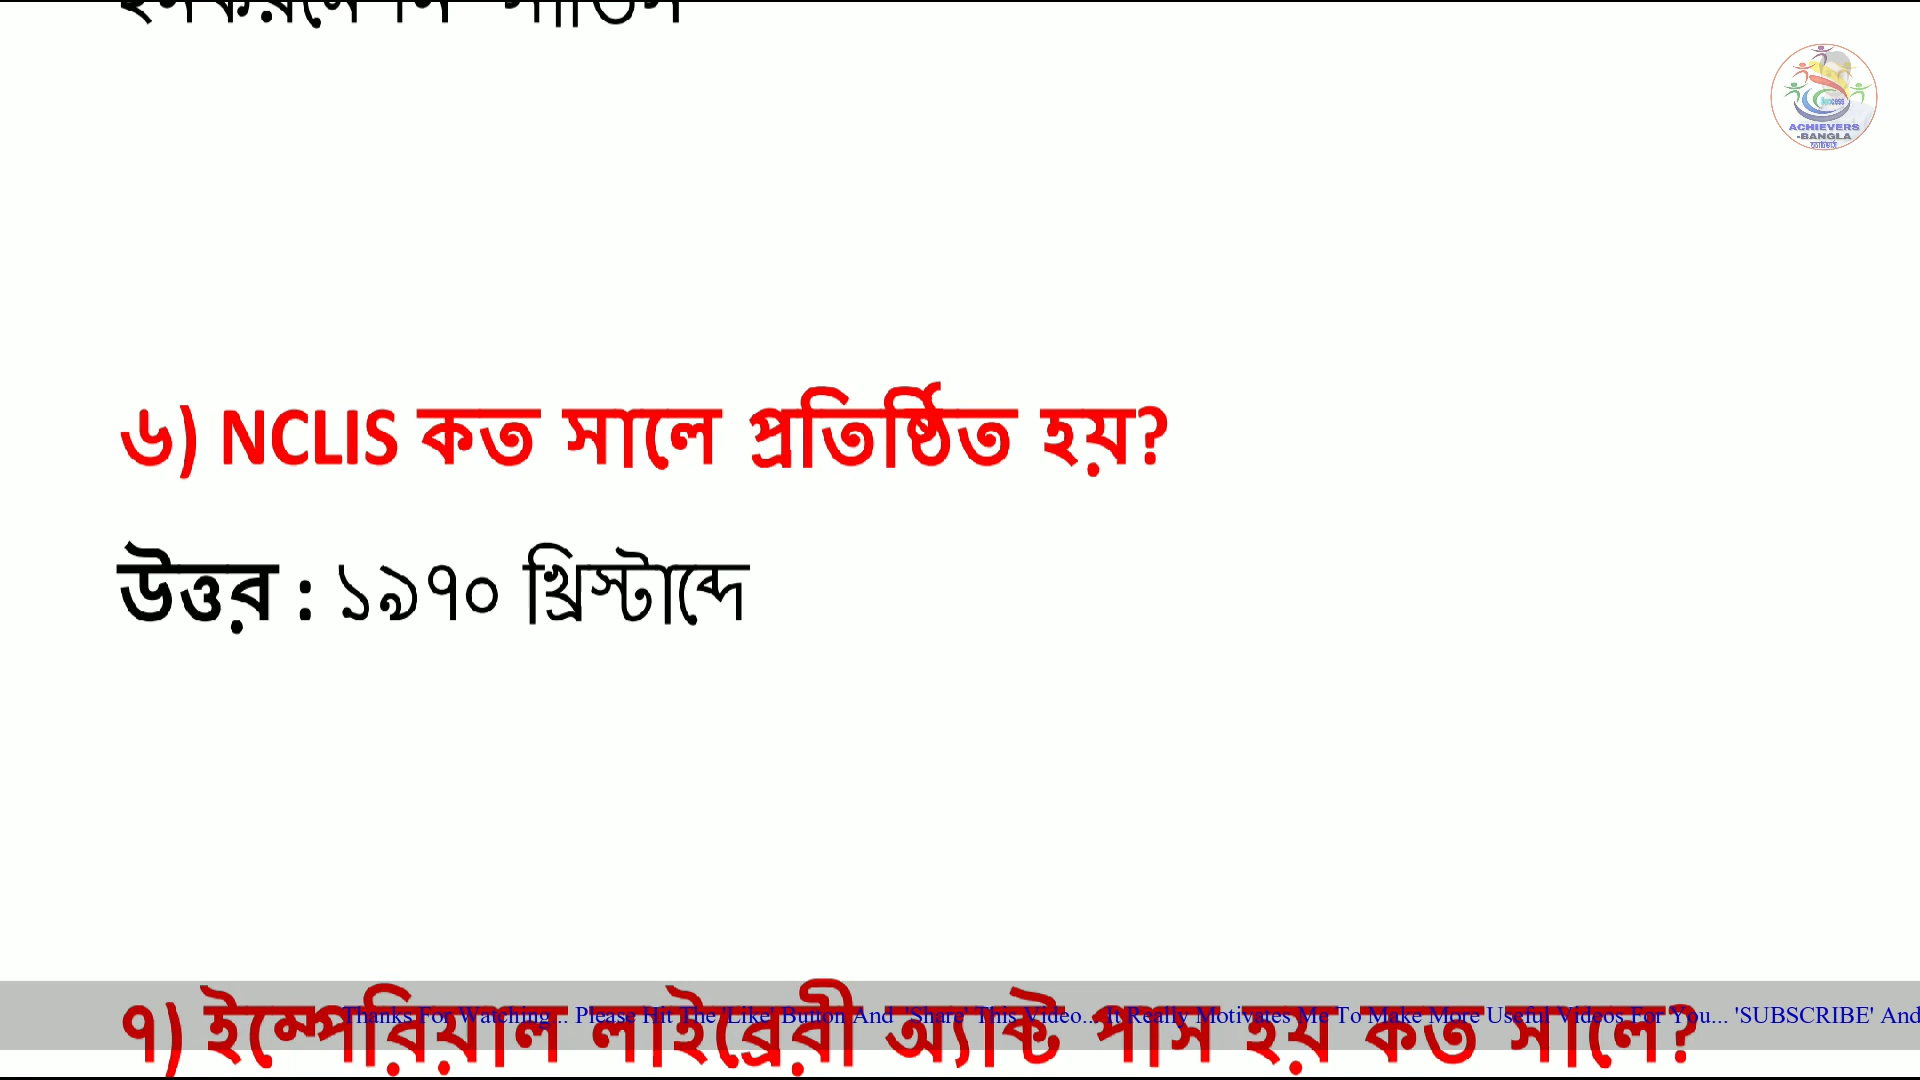 ACHIEVERS
-BANGLA
৬) NCLIS কত সালে প্রতিষ্ঠিত হয়?
উত্তর : ১৯৭০ খ্রিস্টাব্দে
৭) ইম্পেরিয়াল লাইব্রেরী অ্যাক্ট পাস হয় কত সালে?
Thanks For Watching... Please Hit The 'Like' Button And 'Share' This Video... It Really Motivates Me To Make More Useful Videos For You... 'SUBSCRIBE' And